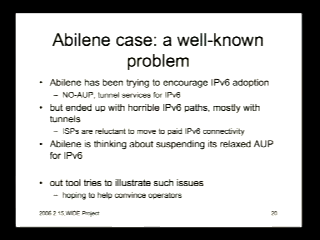 Abilene case: a well-known
problem
• Abilene has been trying to encourage IPv6 adoption
– NO-AUP, tunnel services for IPv6
• but ended up with horrible IPv6 paths, mostly with
tunnels
– ISPs are reluctant to move to paid IPv6 connectivity
• Abilene is thinking about suspending its relaxed AUP
for IPv6
• out tool tries to illustrate such issues
– hoping to help convince operators
2006 2 15 WIDE Project
20